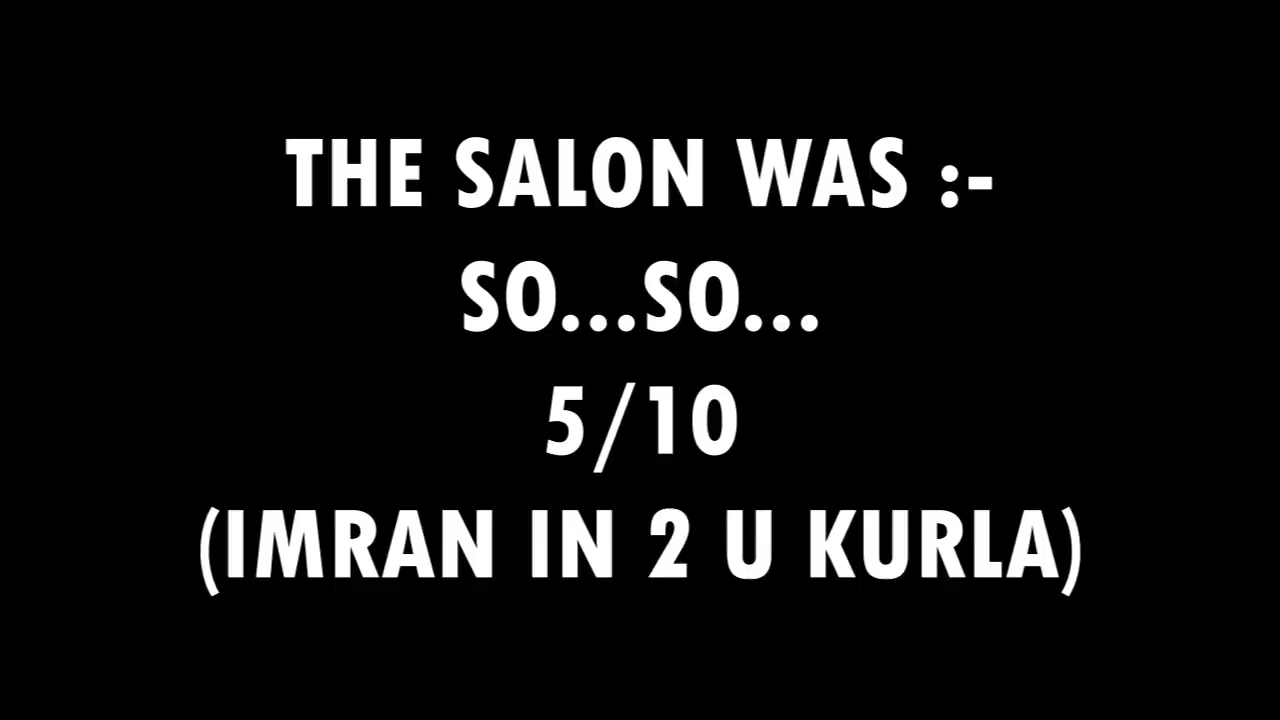 THE SALON WAS :-
SO...SO...
5/10
(IMRAN IN 2 U KURLA)